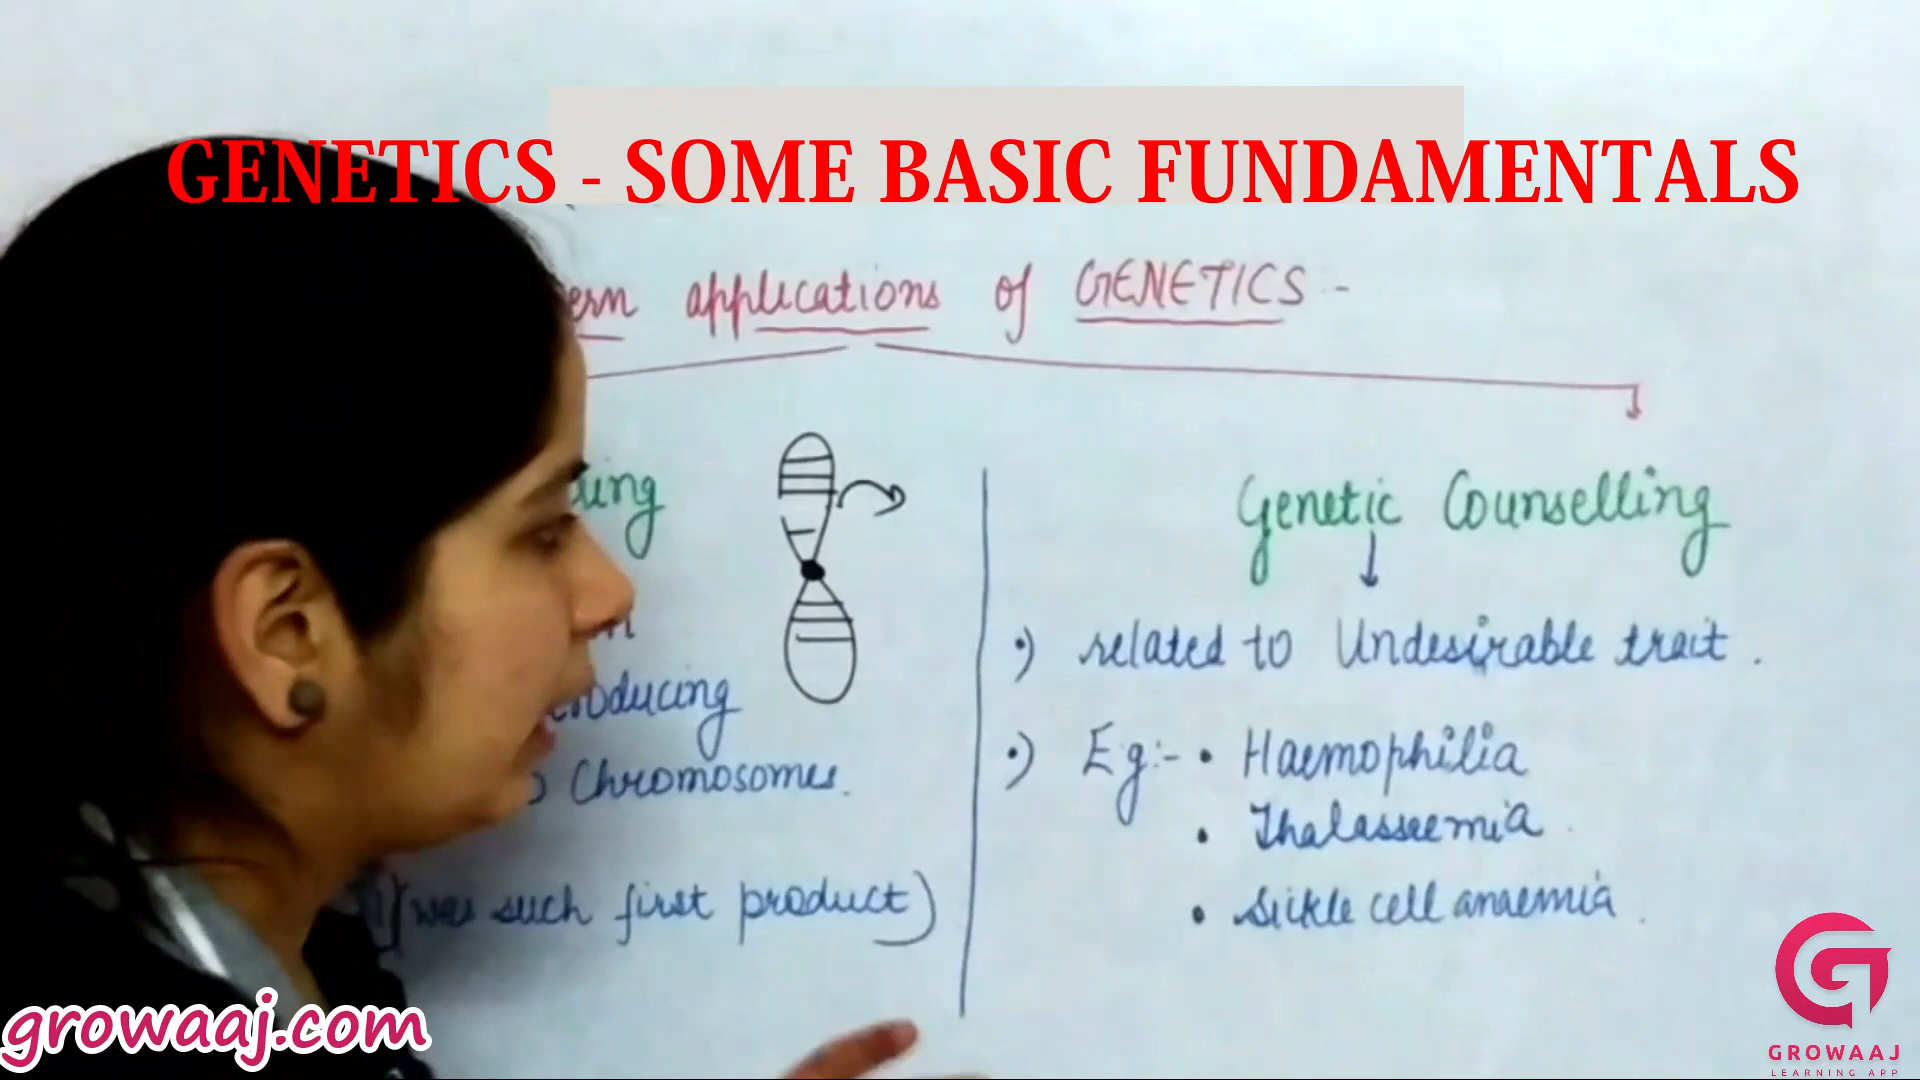 GENETICS - SOME BASIC FUNDAMENTALS
applications of GENETICS :-
Genetic Counselling
•) related to Undesirable trait.
•) Eg:- • Haemophilia
• Thalassaemia
• Sickle cell anaemia.
Chromosomes.
(was such first product)
growaaj.com
GROWAAJ
LEARNING APP